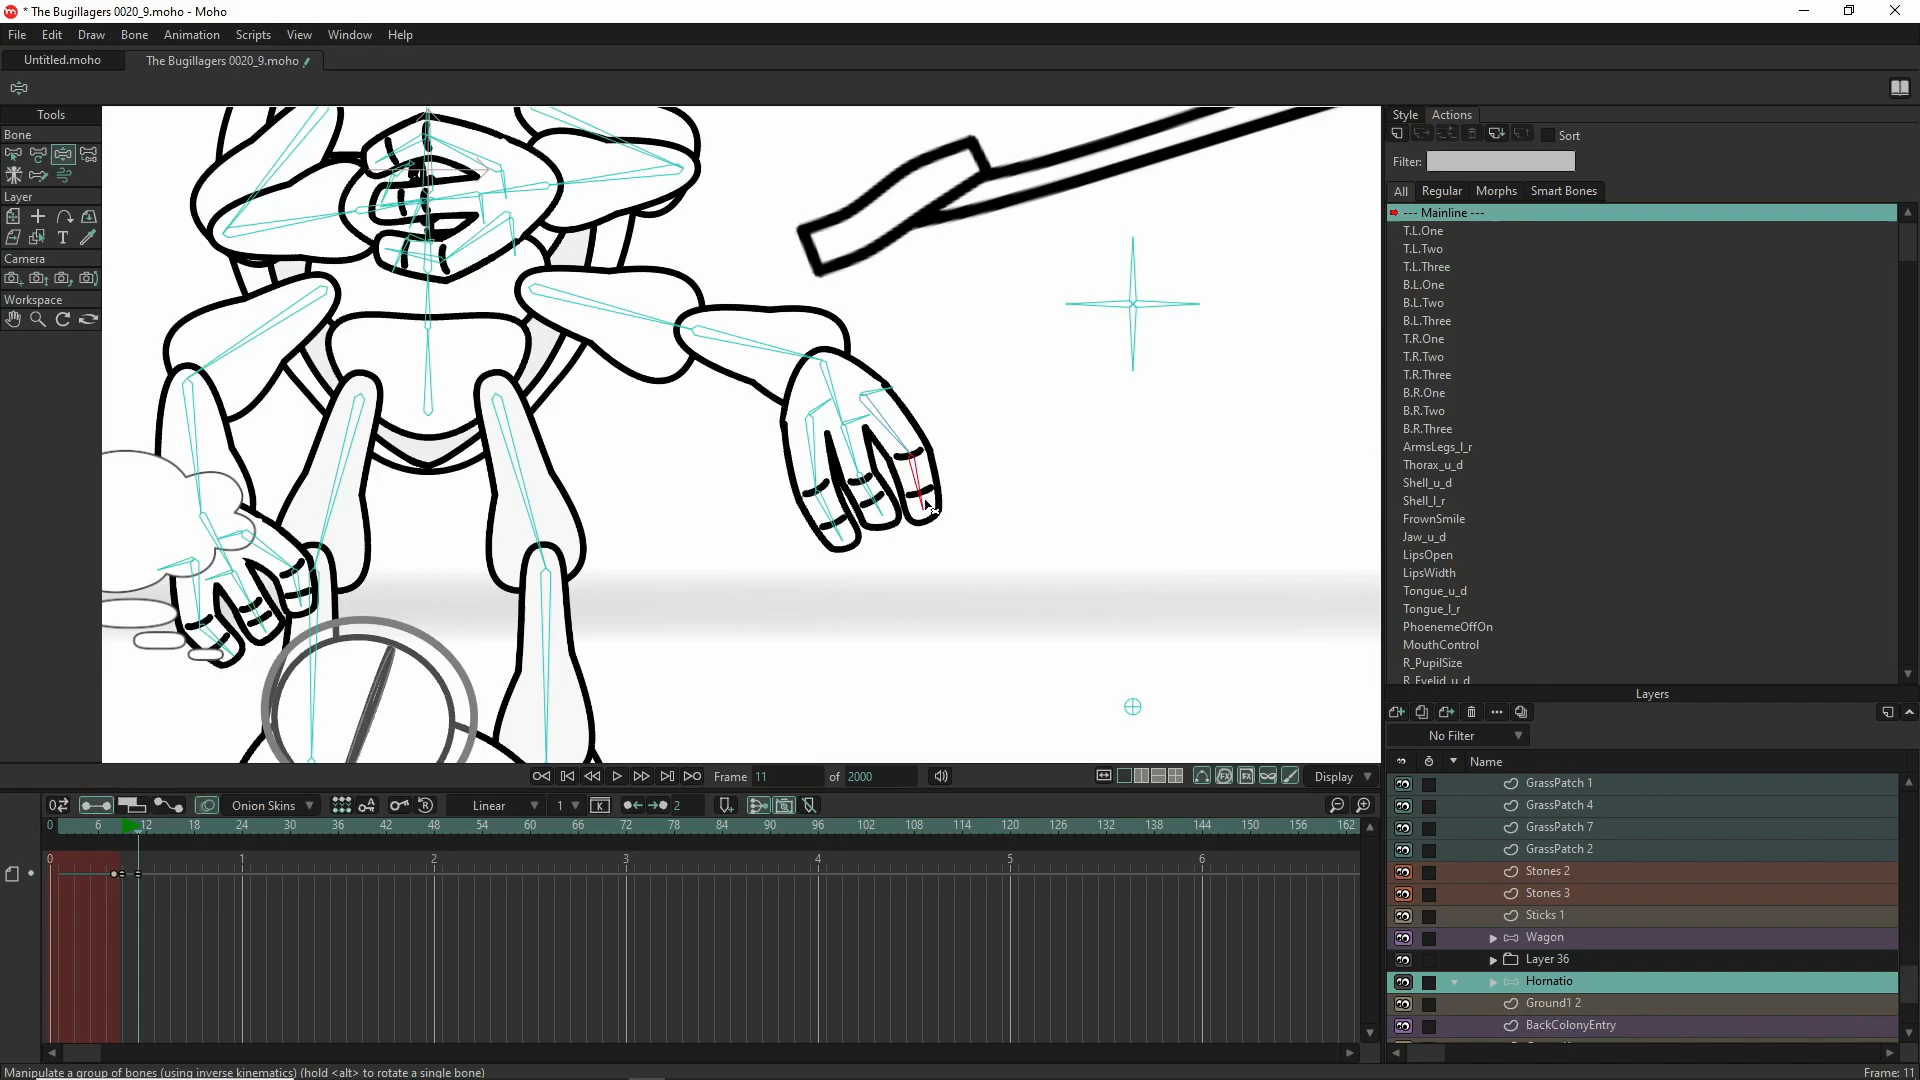 * The Bugillagers 0020_9.moho - Moho
File Edit Draw Bone Animation Scripts View Window Help
Untitled.moho The Bugillagers 0020_9.moho
Tools
Bone
Layer
Camera
Workspace
Style Actions
Sort
Filter:
All Regular Morphs Smart Bones
--- Mainline ---
T.L.One
T.L.Two
T.L.Three
B.L.One
B.L.Two
B.L.Three
T.R.One
T.R.Two
T.R.Three
B.R.One
B.R.Two
B.R.Three
ArmsLegs_l_r
Thorax_u_d
Shell_u_d
Shell_l_r
FrownSmile
Jaw_u_d
LipsOpen
LipsWidth
Tongue_u_d
Tongue_l_r
PhoenemeOffOn
MouthControl
R_PupilSize
R_Eyelid_u_d
Layers
No Filter
Name
GrassPatch 1
GrassPatch 4
GrassPatch 7
GrassPatch 2
Stones 2
Stones 3
Sticks 1
Wagon
Layer 36
Hornatio
Ground1 2
BackColonyEntry
Frame 11 of 2000 Display
Onion Skins Linear 1 2
0 6 12 18 24 30 36 42 48 54 60 66 72 78 84 90 96 102 108 114 120 126 132 138 144 150 156 162
0 1 2 3 4 5 6
Manipulate a group of bones (using inverse kinematics) (hold <alt> to rotate a single bone)
Frame: 11